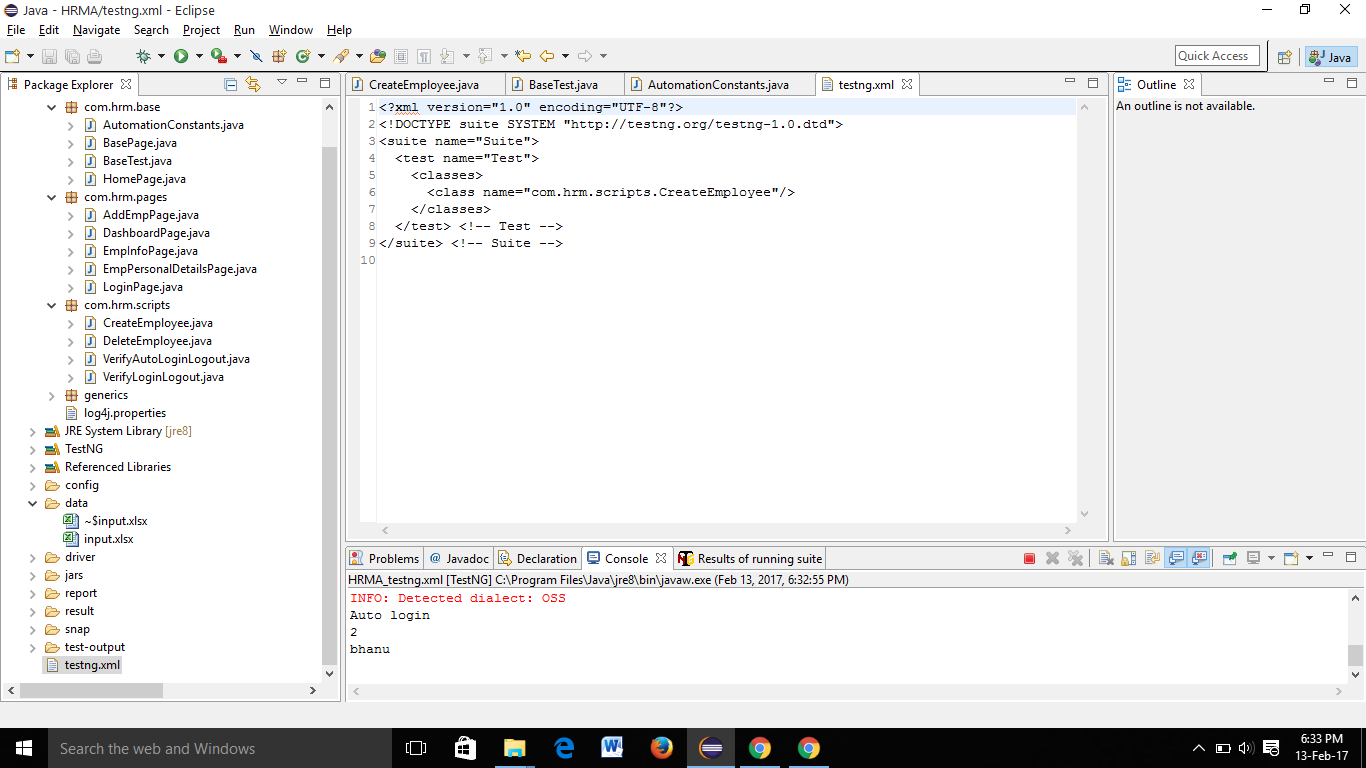 Java - HRMA/testng.xml - Eclipse
File Edit Navigate Search Project Run Window Help
Quick Access
Java
Package Explorer
com.hrm.base
AutomationConstants.java
BasePage.java
BaseTest.java
HomePage.java
com.hrm.pages
AddEmpPage.java
DashboardPage.java
EmpInfoPage.java
EmpPersonalDetailsPage.java
LoginPage.java
com.hrm.scripts
CreateEmployee.java
DeleteEmployee.java
VerifyAutoLoginLogout.java
VerifyLoginLogout.java
generics
log4j.properties
JRE System Library [jre8]
TestNG
Referenced Libraries
config
data
~$input.xlsx
input.xlsx
driver
jars
report
result
snap
test-output
testng.xml
CreateEmployee.java BaseTest.java AutomationConstants.java testng.xml
1 <?xml version="1.0" encoding="UTF-8"?>
2 <!DOCTYPE suite SYSTEM "http://testng.org/testng-1.0.dtd">
3 <suite name="Suite">
4 <test name="Test">
5 <classes>
6 <class name="com.hrm.scripts.CreateEmployee"/>
7 </classes>
8 </test> <!-- Test -->
9 </suite> <!-- Suite -->
10
Outline
An outline is not available.
Problems @ Javadoc Declaration Console Results of running suite
HRMA_testng.xml [TestNG] C:\Program Files\Java\jre8\bin\javaw.exe (Feb 13, 2017, 6:32:55 PM)
INFO: Detected dialect: OSS
Auto login
2
bhanu
Search the web and Windows
6:33 PM
13-Feb-17